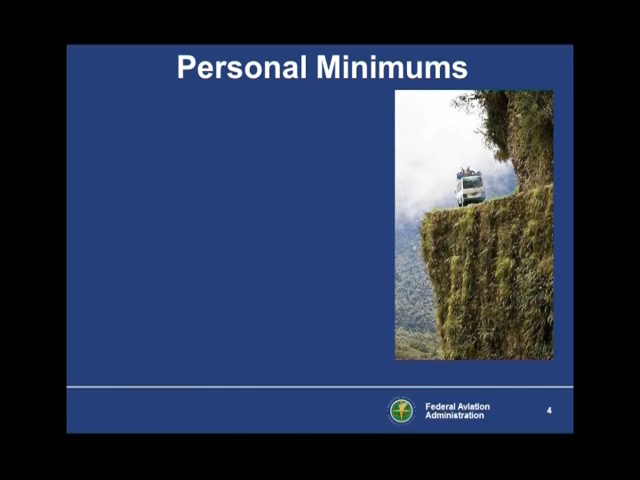 Personal Minimums
Federal Aviation
Administration
4